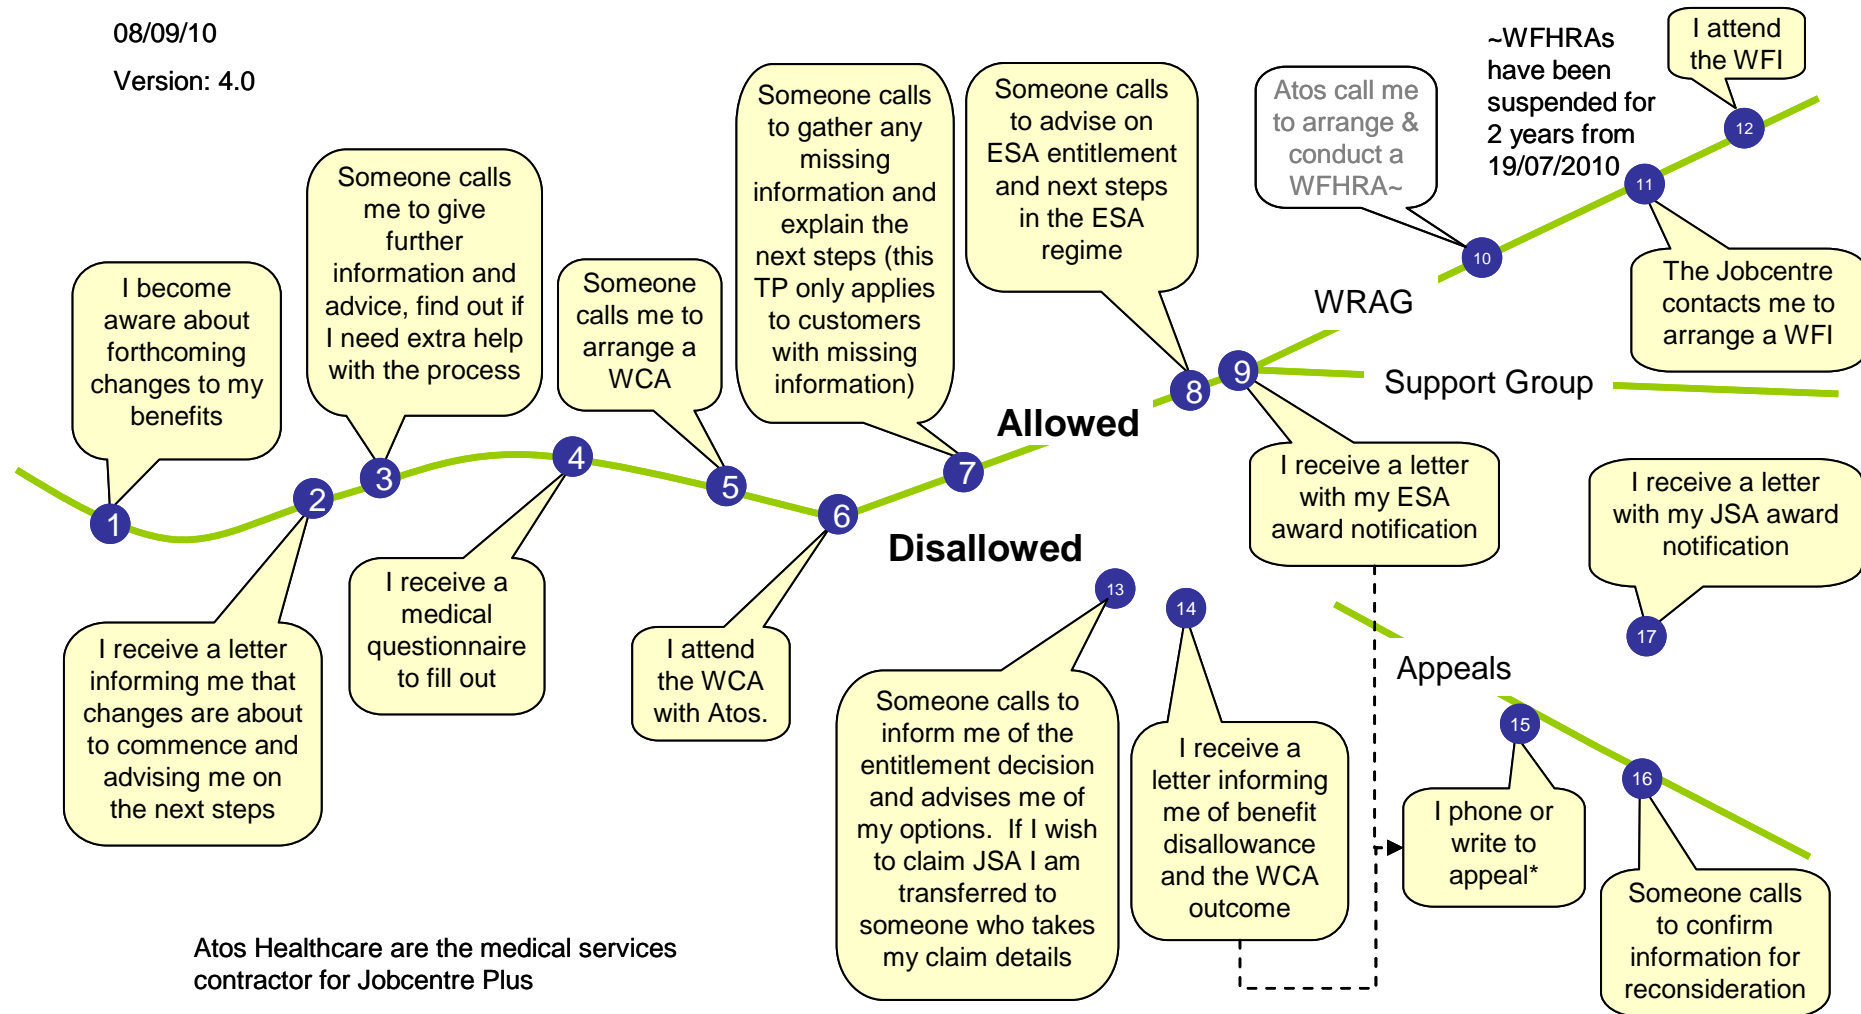 08/09/10
Version: 4.0
I become
aware about
forthcoming
changes to my
benefits
1
I receive a letter
informing me that
changes are about
to commence and
advising me on
the next steps
2
Someone calls
me to give
further
information and
advice, find out if
I need extra help
with the process
3
I receive a
medical
questionnaire
to fill out
4
Someone
calls me to
arrange a
WCA
5
I attend
the WCA
with Atos.
6
Someone calls
to gather any
missing
information and
explain the
next steps (this
TP only applies
to customers
with missing
information)
7
Allowed
Disallowed
Someone calls
to advise on
ESA entitlement
and next steps
in the ESA
regime
8
9
I receive a letter
with my ESA
award notification
WRAG
Support Group
Atos call me
to arrange &
conduct a
WFHRA~
10
~WFHRAs
have been
suspended for
2 years from
19/07/2010
11
The Jobcentre
contacts me to
arrange a WFI
I attend
the WFI
12
13
Someone calls to
inform me of the
entitlement decision
and advises me of
my options.  If I wish
to claim JSA I am
transferred to
someone who takes
my claim details
14
I receive a
letter informing
me of benefit
disallowance
and the WCA
outcome
Appeals
15
I phone or
write to
appeal*
16
Someone calls
to confirm
information for
reconsideration
I receive a letter
with my JSA award
notification
17
Atos Healthcare are the medical services
contractor for Jobcentre Plus